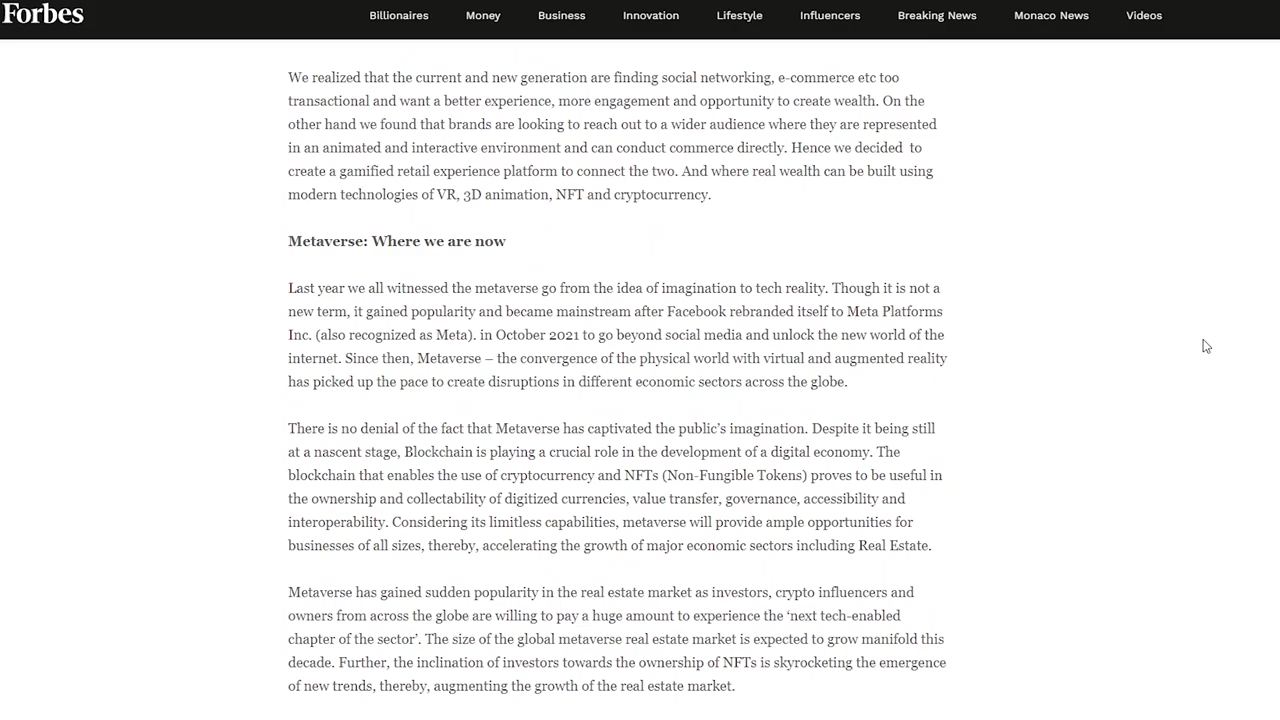 Forbes
Billionaires Money Business Innovation Lifestyle Influencers Breaking News Monaco News Videos
We realized that the current and new generation are finding social networking, e-commerce etc too
transactional and want a better experience, more engagement and opportunity to create wealth. On the
other hand we found that brands are looking to reach out to a wider audience where they are represented
in an animated and interactive environment and can conduct commerce directly. Hence we decided  to
create a gamified retail experience platform to connect the two. And where real wealth can be built using
modern technologies of VR, 3D animation, NFT and cryptocurrency.
Metaverse: Where we are now
Last year we all witnessed the metaverse go from the idea of imagination to tech reality. Though it is not a
new term, it gained popularity and became mainstream after Facebook rebranded itself to Meta Platforms
Inc. (also recognized as Meta). in October 2021 to go beyond social media and unlock the new world of the
internet. Since then, Metaverse – the convergence of the physical world with virtual and augmented reality
has picked up the pace to create disruptions in different economic sectors across the globe.
There is no denial of the fact that Metaverse has captivated the public’s imagination. Despite it being still
at a nascent stage, Blockchain is playing a crucial role in the development of a digital economy. The
blockchain that enables the use of cryptocurrency and NFTs (Non-Fungible Tokens) proves to be useful in
the ownership and collectability of digitized currencies, value transfer, governance, accessibility and
interoperability. Considering its limitless capabilities, metaverse will provide ample opportunities for
businesses of all sizes, thereby, accelerating the growth of major economic sectors including Real Estate.
Metaverse has gained sudden popularity in the real estate market as investors, crypto influencers and
owners from across the globe are willing to pay a huge amount to experience the ‘next tech-enabled
chapter of the sector’. The size of the global metaverse real estate market is expected to grow manifold this
decade. Further, the inclination of investors towards the ownership of NFTs is skyrocketing the emergence
of new trends, thereby, augmenting the growth of the real estate market.